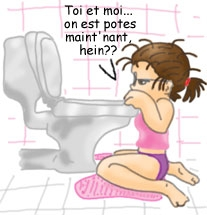 Toi et moi...
on est potes
maint'nant,
hein??